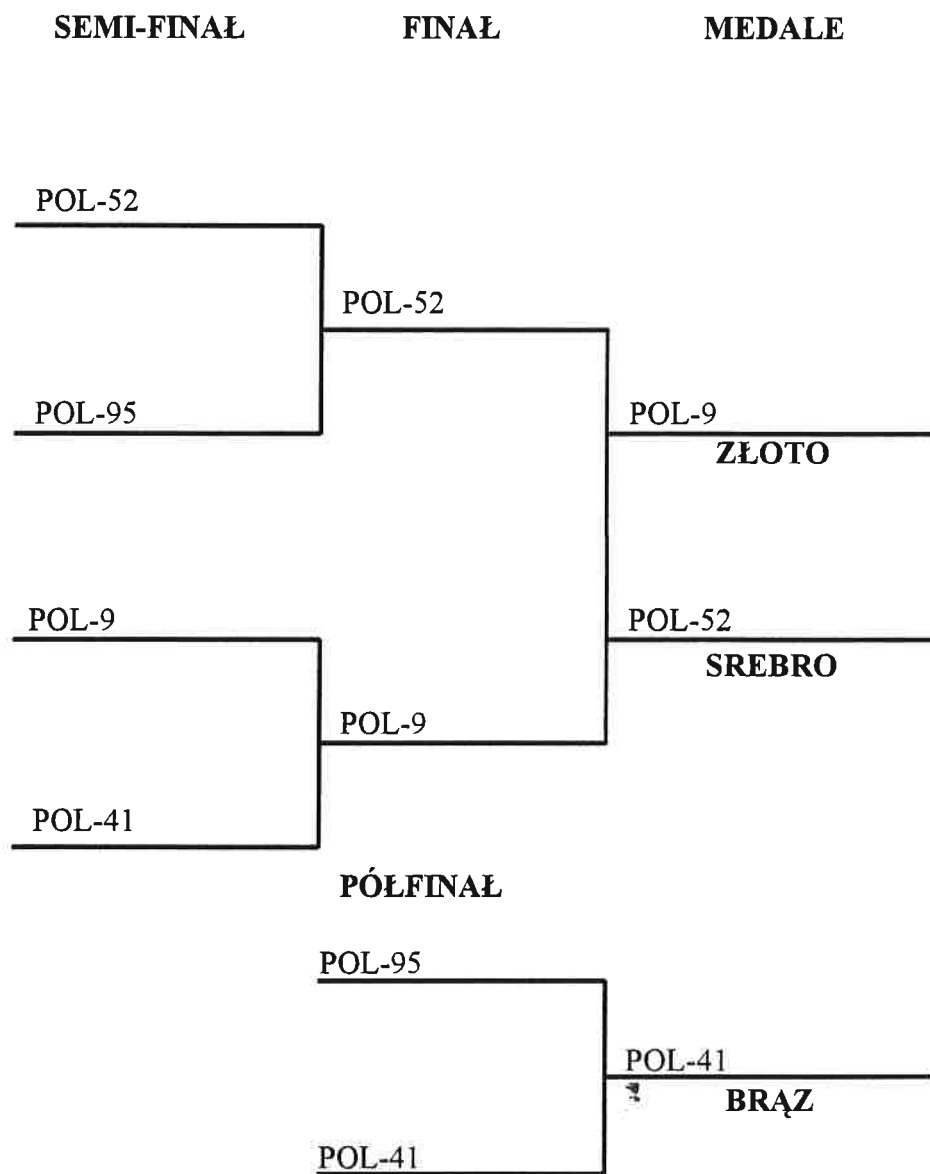 SEMI-FINAŁ FINAŁ MEDALE
POL-52
POL-52
POL-95
POL-9
ZŁOTO
POL-9
POL-52
SREBRO
POL-9
POL-41
PÓŁFINAŁ
POL-95
POL-41
BRĄZ
POL-41